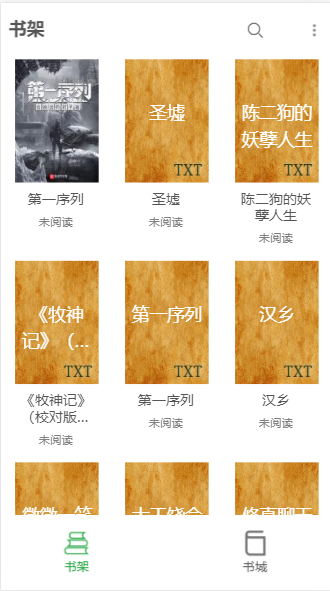 书架
第一序列
圣墟
TXT
陈二狗的
妖孽人生
TXT
第一序列
未阅读
圣墟
未阅读
陈二狗的妖
孽人生
未阅读
《牧神
记》（...
TXT
第一序列
TXT
汉乡
TXT
《牧神记》
（校对版...
未阅读
第一序列
未阅读
汉乡
未阅读
书架
书城